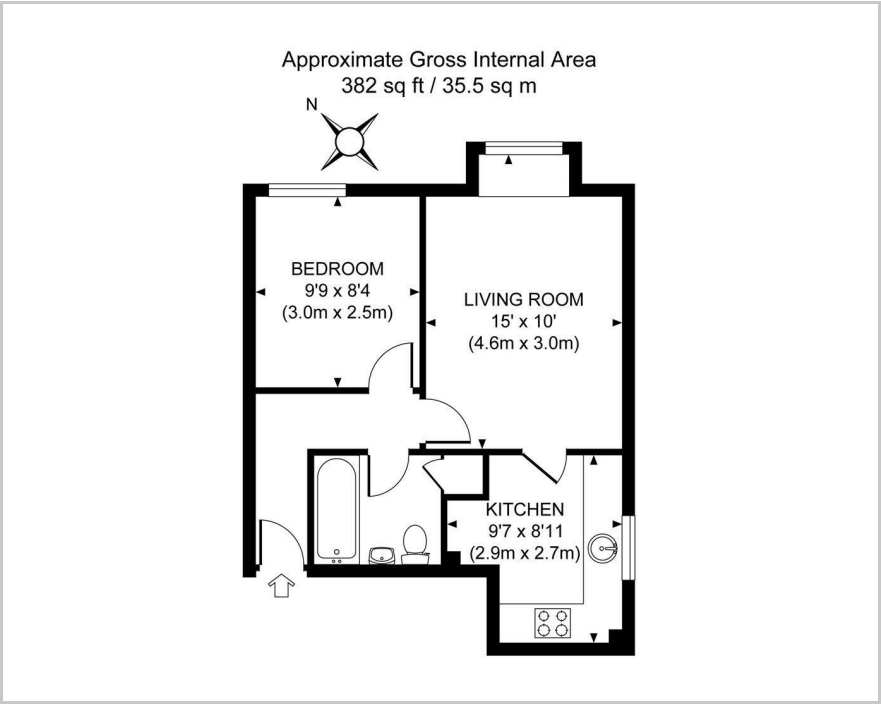 Approximate Gross Internal Area
382 sq ft / 35.5 sq m
N
BEDROOM
9'9 x 8'4
(3.0m x 2.5m)
LIVING ROOM
15' x 10'
(4.6m x 3.0m)
KITCHEN
9'7 x 8'11
(2.9m x 2.7m)